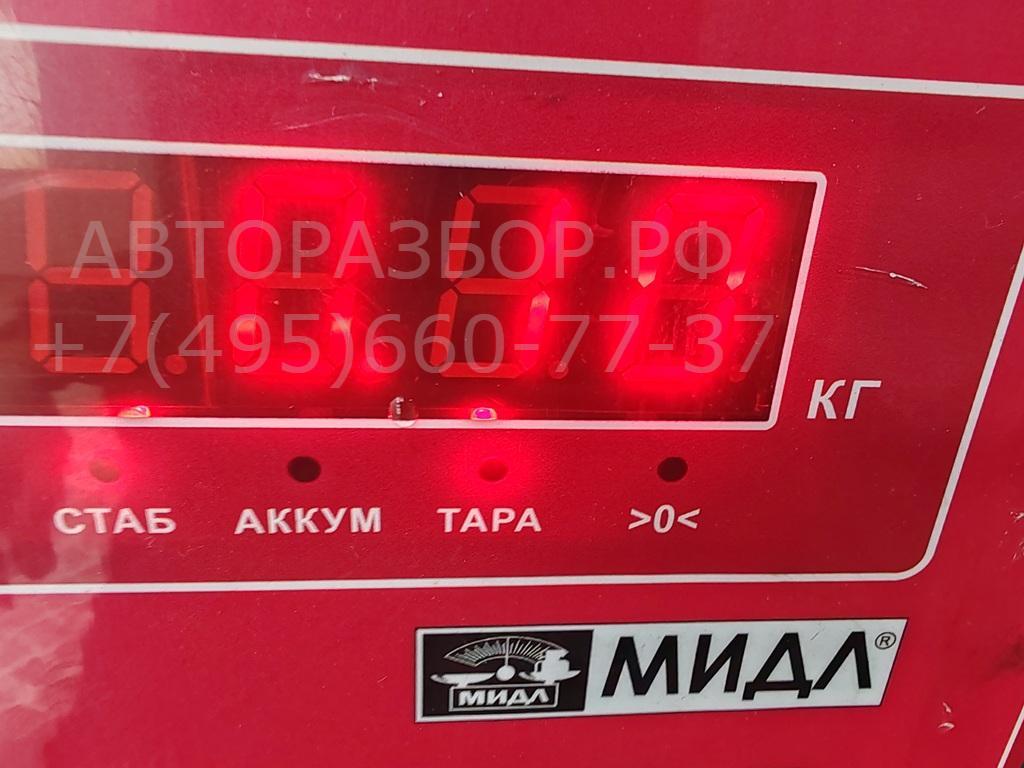 АВТОРАЗБОР.РФ
+7(495)660-77-37
КГ
СТАБ АККУМ ТАРА >0<
МИДЛ МИДЛ®